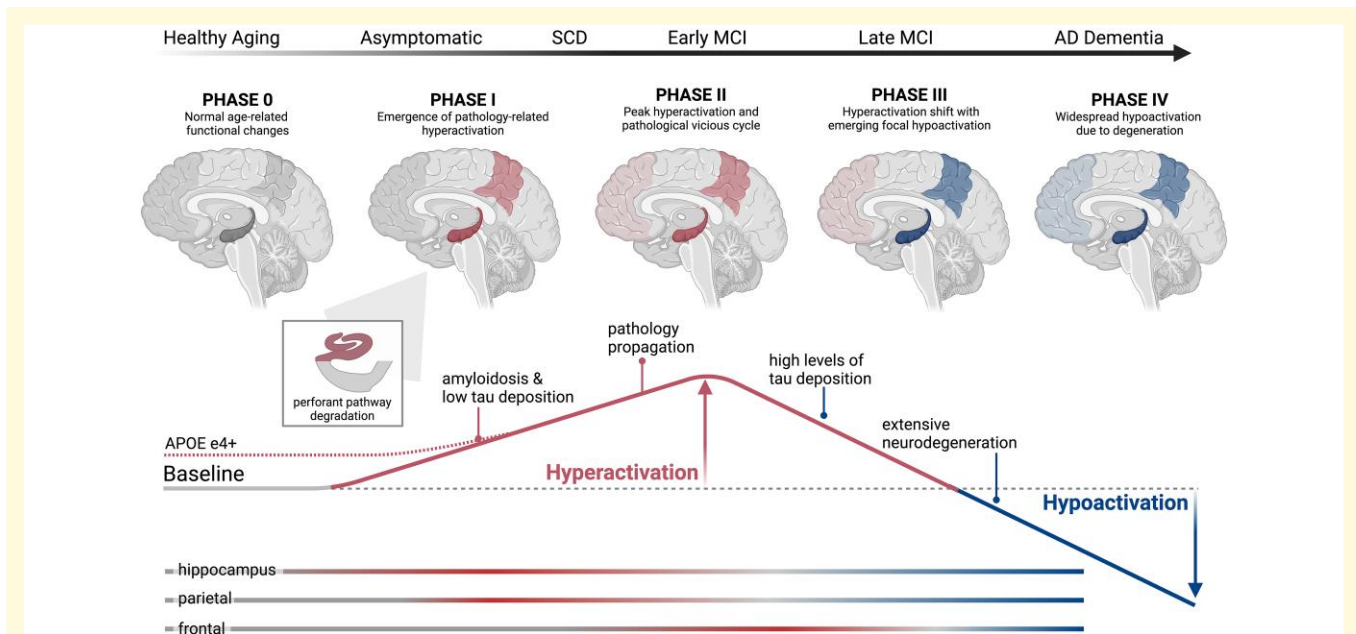 Healthy Aging Asymptomatic SCD Early MCI Late MCI AD Dementia
PHASE 0
Normal age-related
functional changes
PHASE I
Emergence of pathology-related
hyperactivation
PHASE II
Peak hyperactivation and
pathological vicious cycle
PHASE III
Hyperactivation shift with
emerging focal hypoactivation
PHASE IV
Widespread hypoactivation
due to degeneration
perforant pathway
degradation
amyloidosis &
low tau deposition
pathology
propagation
high levels of
tau deposition
extensive
neurodegeneration
APOE e4+
Baseline
Hyperactivation
Hypoactivation
hippocampus
parietal
frontal